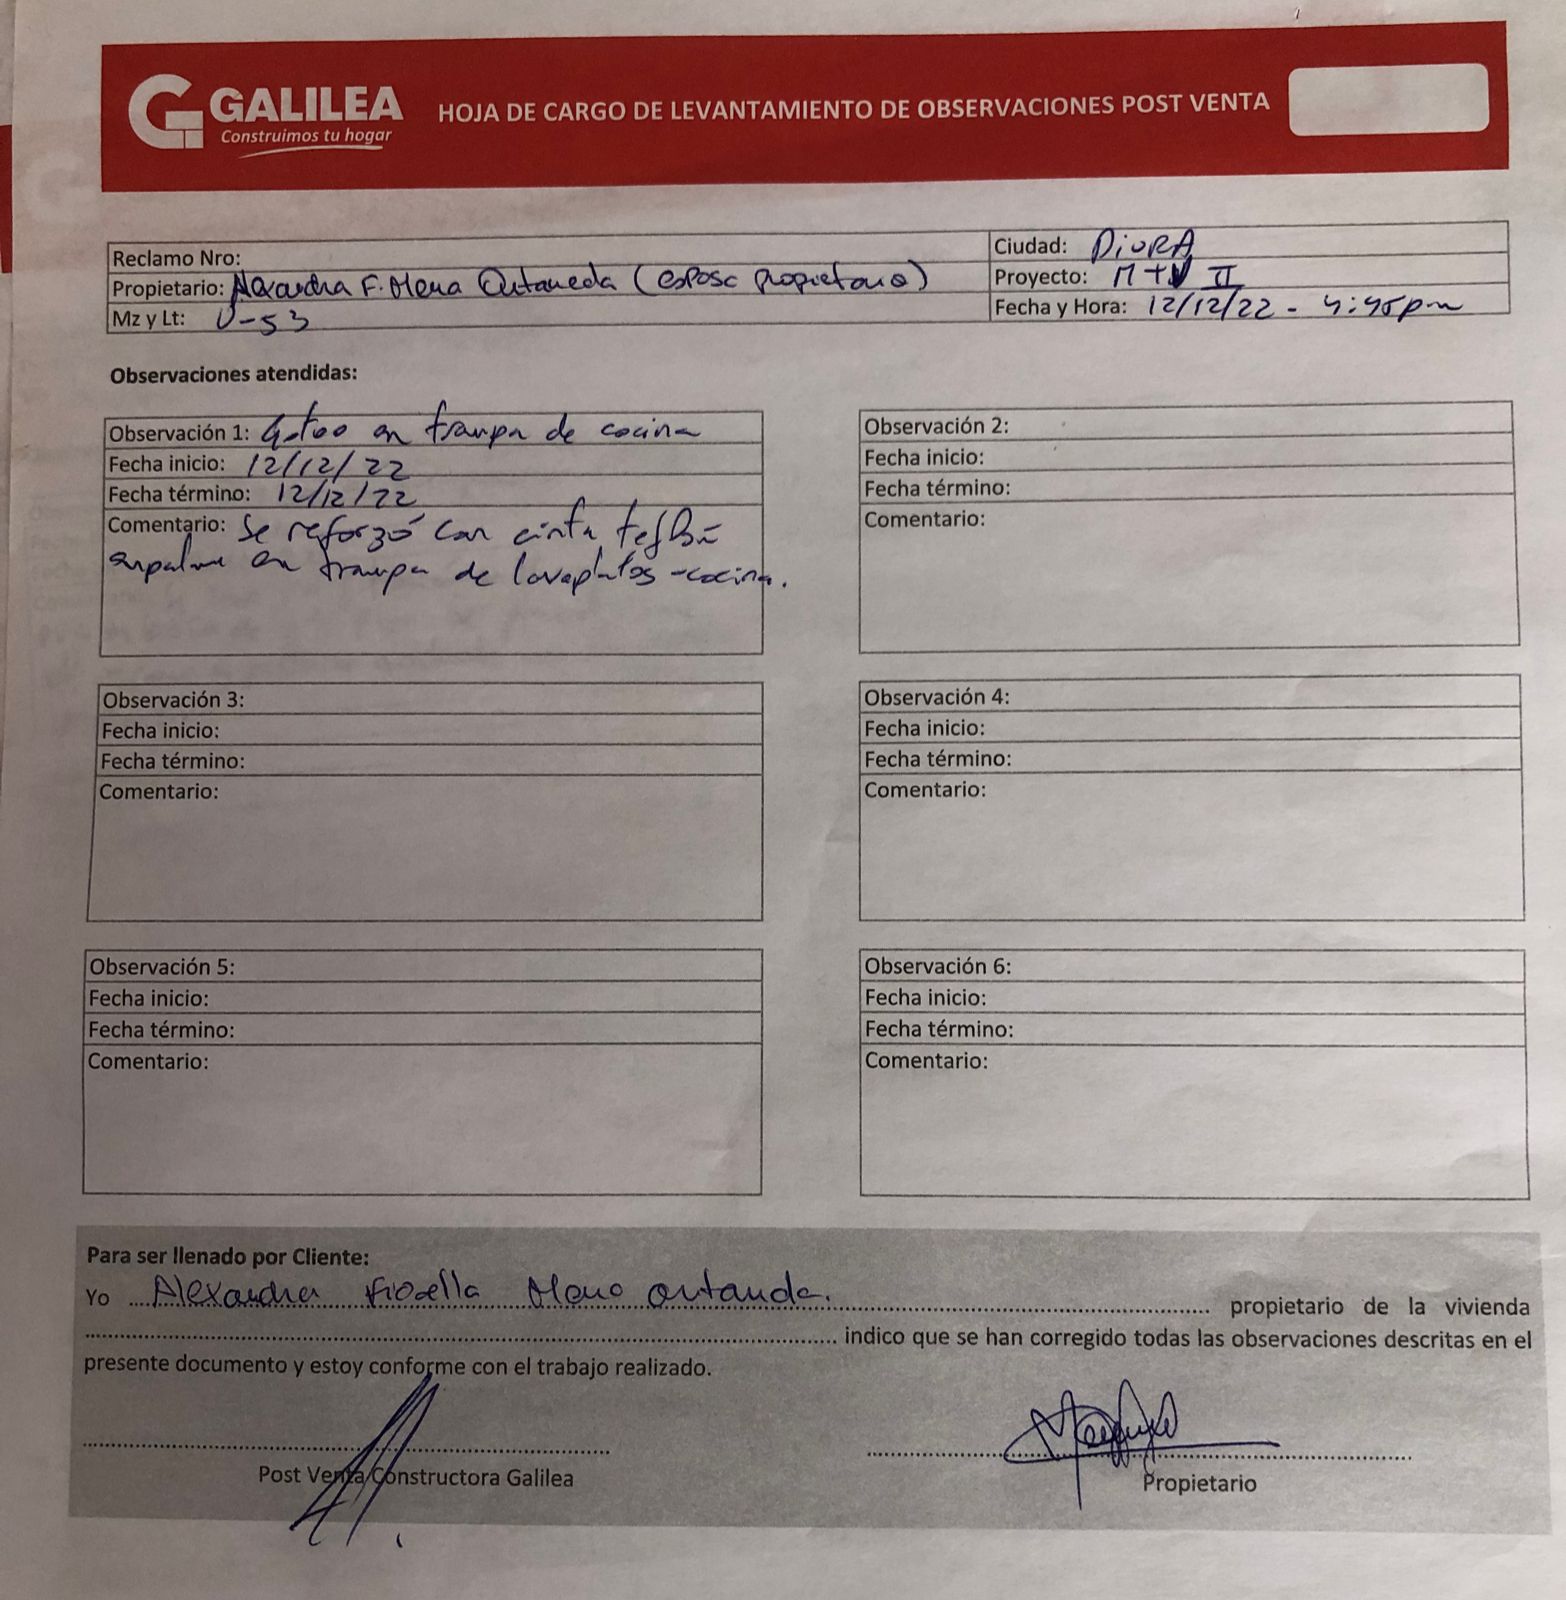 GALILEA
Construimos tu hogar
HOJA DE CARGO DE LEVANTAMIENTO DE OBSERVACIONES POST VENTA
Reclamo Nro:
Ciudad: PiURA
Propietario: Alexandra F. Mena Ontaneda (esposa propietario)
Proyecto: II
Mz y Lt: U-53
Fecha y Hora: 12/12/22 - 4:45pm
Observaciones atendidas:
Observación 1: Goteo en trampa de cocina
Fecha inicio: 12/12/22
Fecha término: 12/12/22
Comentario: Se reforzó con cinta teflón
empalme en trampa de lavaplatos - cocina.
Observación 2:
Fecha inicio:
Fecha término:
Comentario:
Observación 3:
Fecha inicio:
Fecha término:
Comentario:
Observación 4:
Fecha inicio:
Fecha término:
Comentario:
Observación 5:
Fecha inicio:
Fecha término:
Comentario:
Observación 6:
Fecha inicio:
Fecha término:
Comentario:
Para ser llenado por Cliente:
Yo Alexandra Fiorella Mena Ontaneda. propietario de la vivienda
indico que se han corregido todas las observaciones descritas en el
presente documento y estoy conforme con el trabajo realizado.
Post Venta Constructora Galilea
Propietario